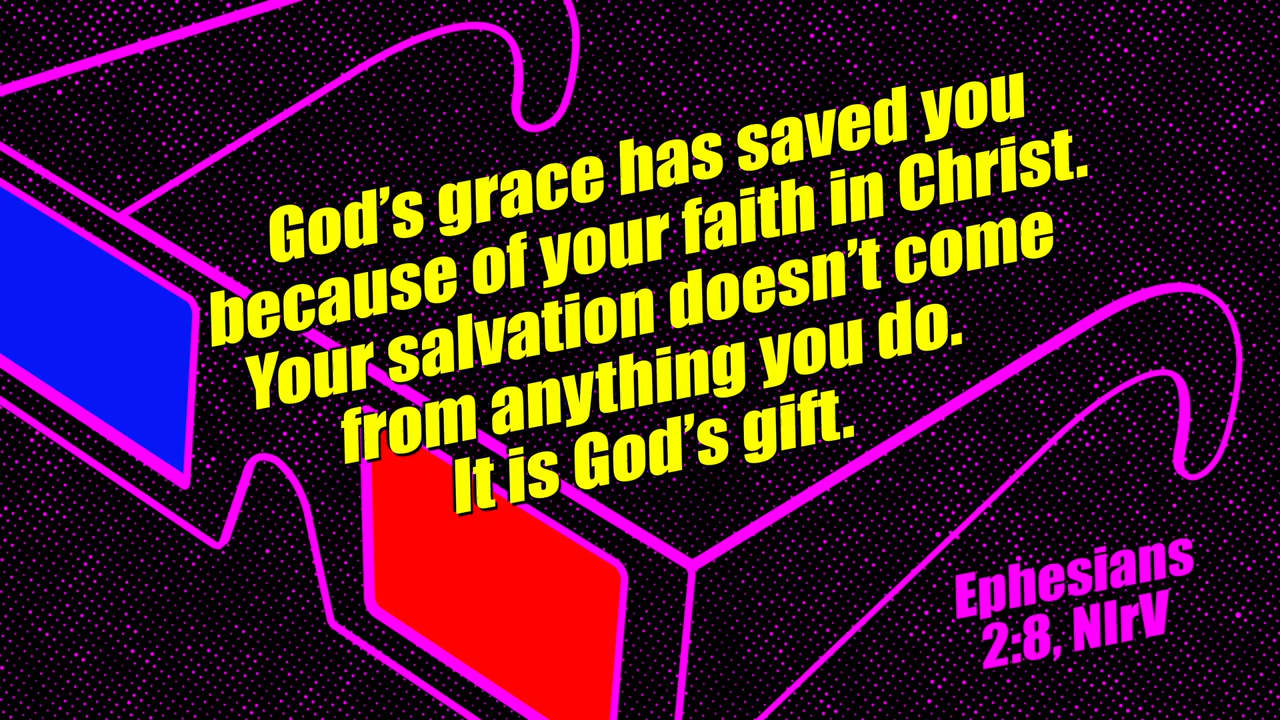 God’s grace has saved you
because of your faith in Christ.
Your salvation doesn’t come
from anything you do.
It is God’s gift.
Ephesians
2:8, NIrV